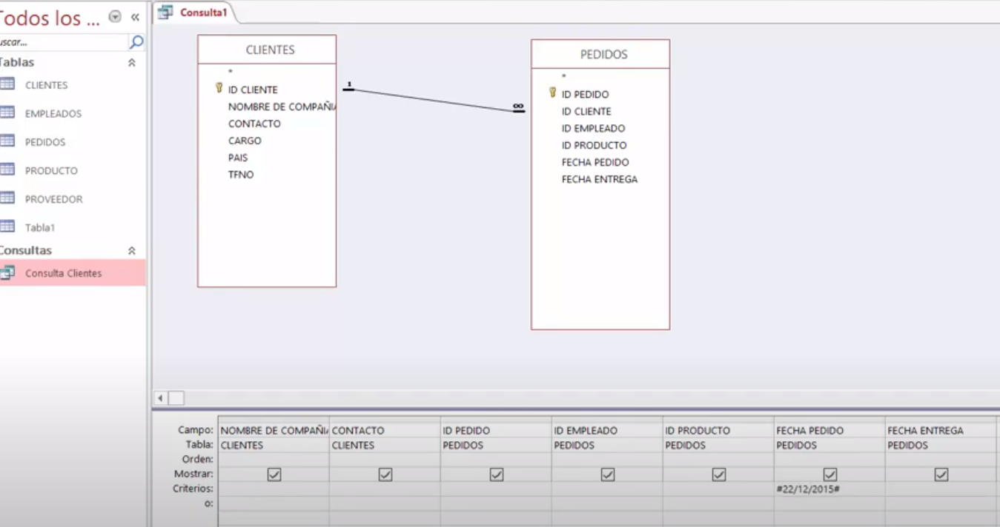 Todos los ...
uscar...
Tablas
CLIENTES
EMPLEADOS
PEDIDOS
PRODUCTO
PROVEEDOR
Tabla1
Consultas
Consulta Clientes
Consulta1
CLIENTES
*
ID CLIENTE
NOMBRE DE COMPAÑIA
CONTACTO
CARGO
PAIS
TFNO
1
∞
PEDIDOS
*
ID PEDIDO
ID CLIENTE
ID EMPLEADO
ID PRODUCTO
FECHA PEDIDO
FECHA ENTREGA
Campo: NOMBRE DE COMPAÑI CONTACTO ID PEDIDO ID EMPLEADO ID PRODUCTO FECHA PEDIDO FECHA ENTREGA
Tabla: CLIENTES CLIENTES PEDIDOS PEDIDOS PEDIDOS PEDIDOS PEDIDOS
Orden:
Mostrar:
Criterios: #22/12/2015#
o: